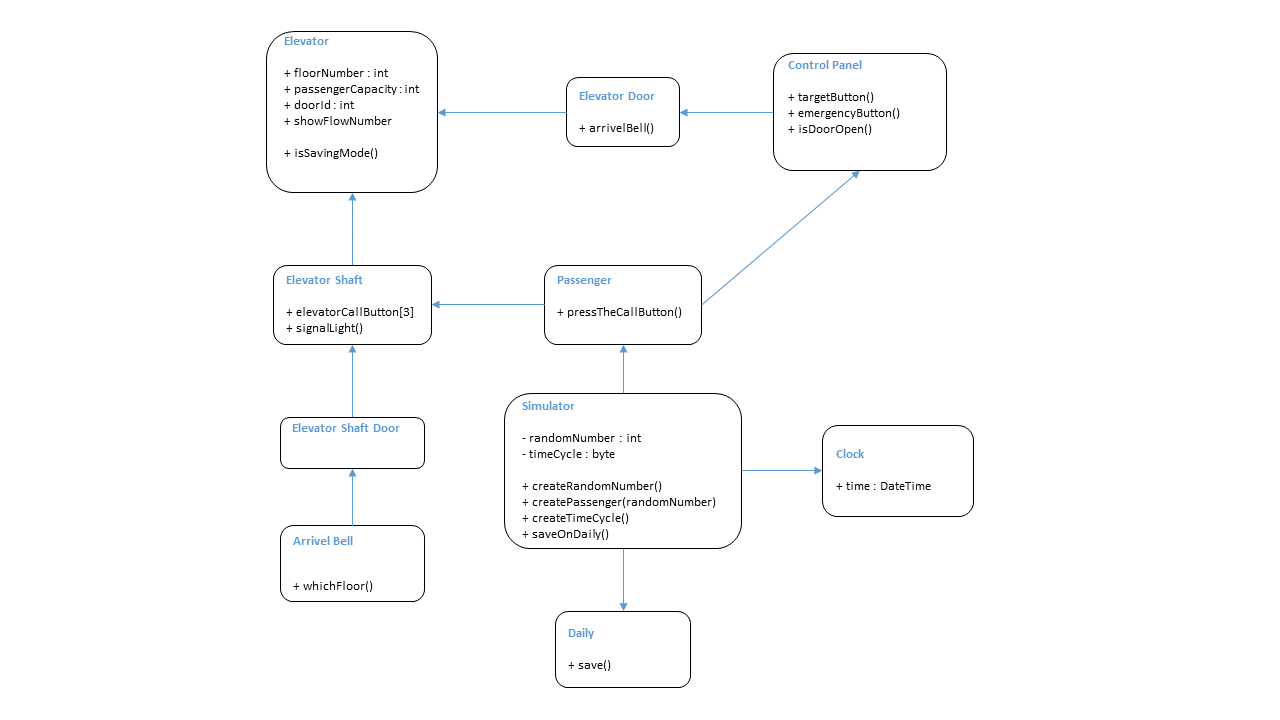 Elevator
+ floorNumber : int
+ passengerCapacity : int
+ doorId : int
+ showFlowNumber
+ isSavingMode()
Elevator Door
+ arrivelBell()
Control Panel
+ targetButton()
+ emergencyButton()
+ isDoorOpen()
Elevator Shaft
+ elevatorCallButton[3]
+ signalLight()
Passenger
+ pressTheCallButton()
Elevator Shaft Door
Simulator
- randomNumber : int
- timeCycle : byte
+ createRandomNumber()
+ createPassenger(randomNumber)
+ createTimeCycle()
+ saveOnDaily()
Clock
+ time : DateTime
Arrivel Bell
+ whichFloor()
Daily
+ save()